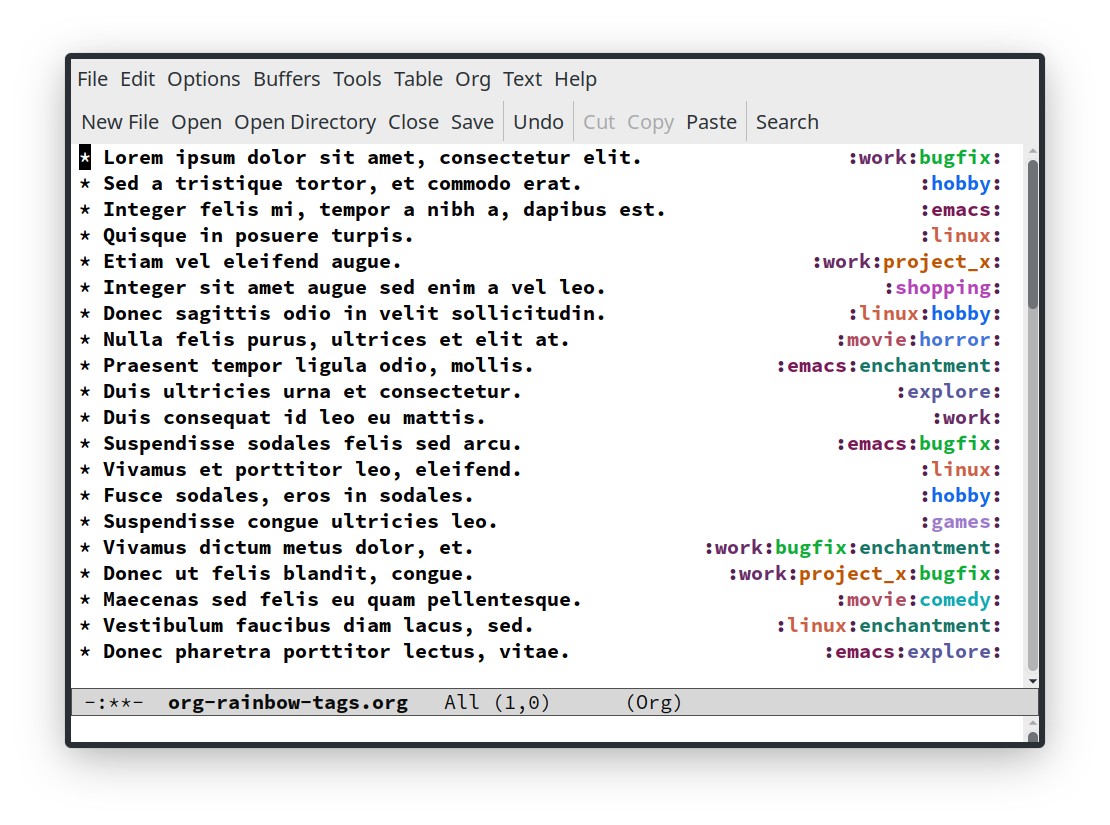 File Edit Options Buffers Tools Table Org Text Help
New File Open Open Directory Close Save Undo Cut Copy Paste Search
* Lorem ipsum dolor sit amet, consectetur elit. :work:bugfix:
* Sed a tristique tortor, et commodo erat. :hobby:
* Integer felis mi, tempor a nibh a, dapibus est. :emacs:
* Quisque in posuere turpis. :linux:
* Etiam vel eleifend augue. :work:project_x:
* Integer sit amet augue sed enim a vel leo. :shopping:
* Donec sagittis odio in velit sollicitudin. :linux:hobby:
* Nulla felis purus, ultrices et elit at. :movie:horror:
* Praesent tempor ligula odio, mollis. :emacs:enchantment:
* Duis ultricies urna et consectetur. :explore:
* Duis consequat id leo eu mattis. :work:
* Suspendisse sodales felis sed arcu. :emacs:bugfix:
* Vivamus et porttitor leo, eleifend. :linux:
* Fusce sodales, eros in sodales. :hobby:
* Suspendisse congue ultricies leo. :games:
* Vivamus dictum metus dolor, et. :work:bugfix:enchantment:
* Donec ut felis blandit, congue. :work:project_x:bugfix:
* Maecenas sed felis eu quam pellentesque. :movie:comedy:
* Vestibulum faucibus diam lacus, sed. :linux:enchantment:
* Donec pharetra porttitor lectus, vitae. :emacs:explore:
-:**- org-rainbow-tags.org All (1,0) (Org)